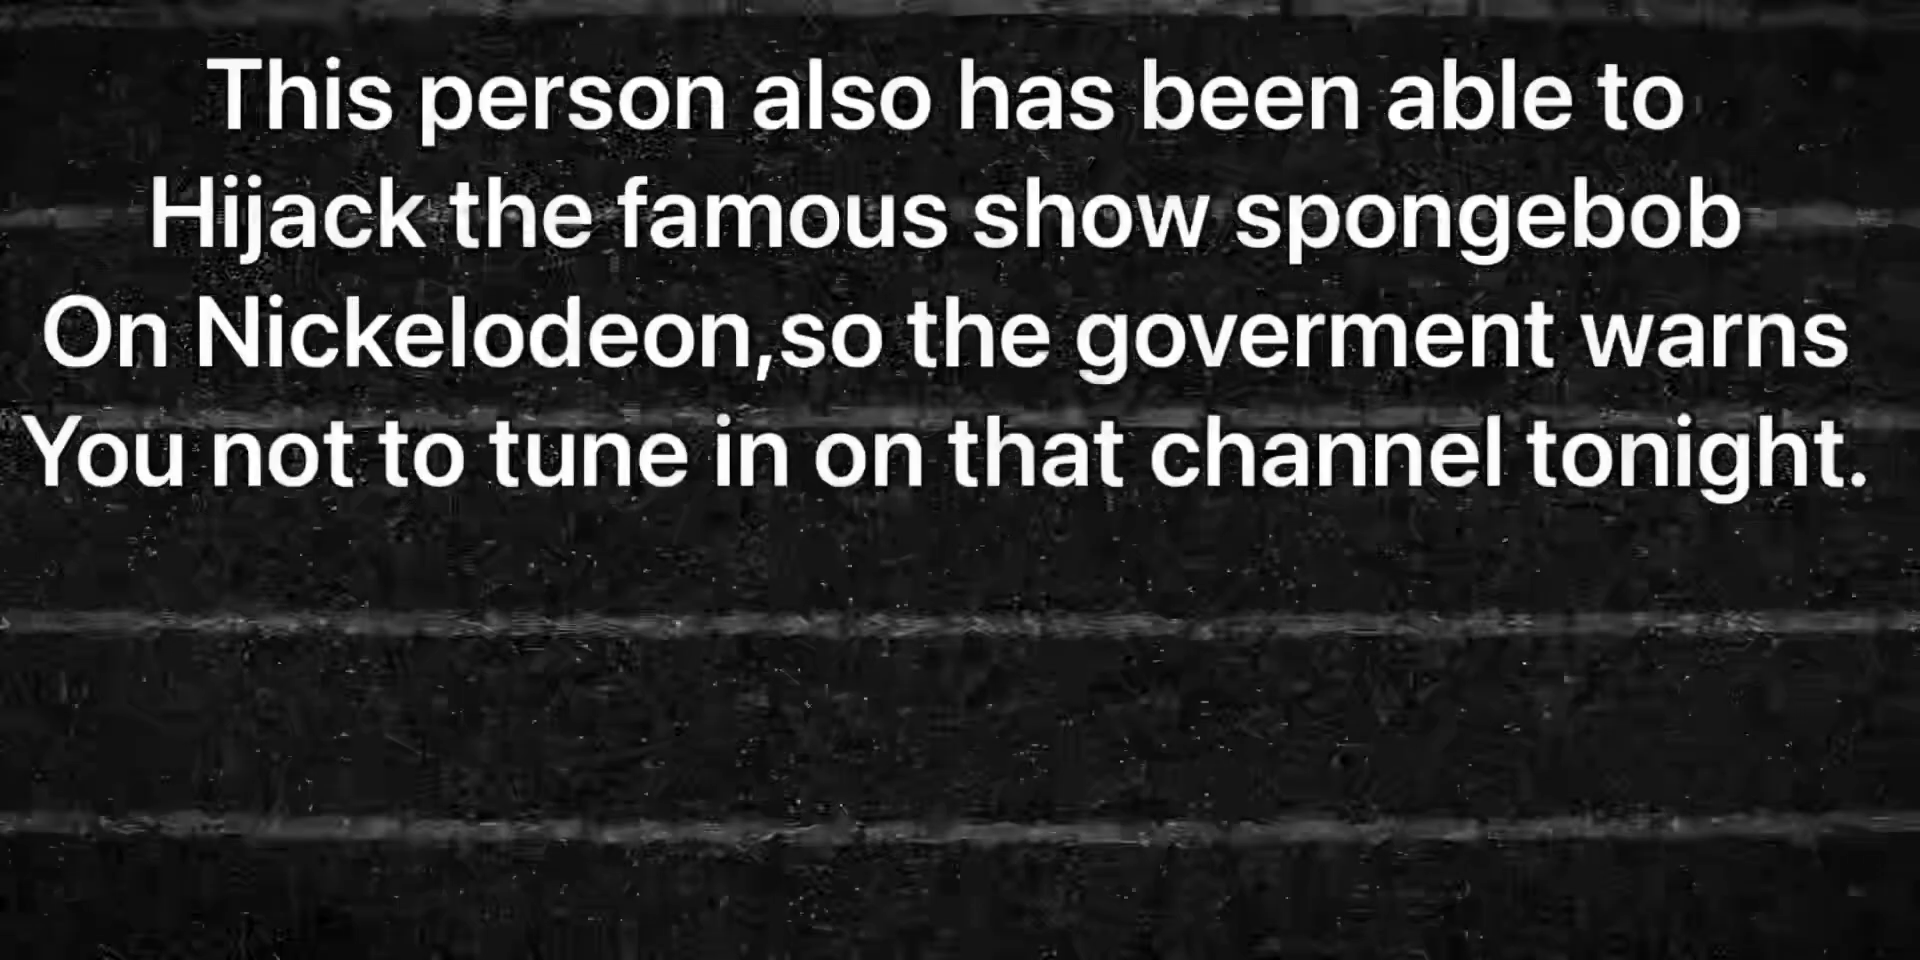 This person also has been able to
Hijack the famous show spongebob
On Nickelodeon,so the goverment warns
You not to tune in on that channel tonight.